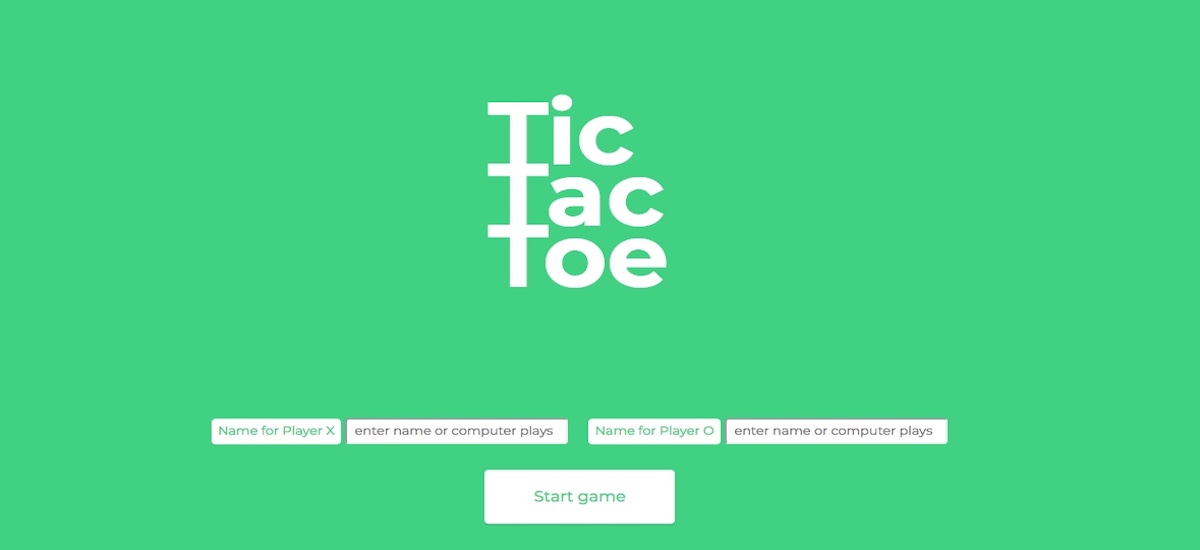 Tic
Tac
Toe
Name for Player X enter name or computer plays Name for Player O enter name or computer plays
Start game